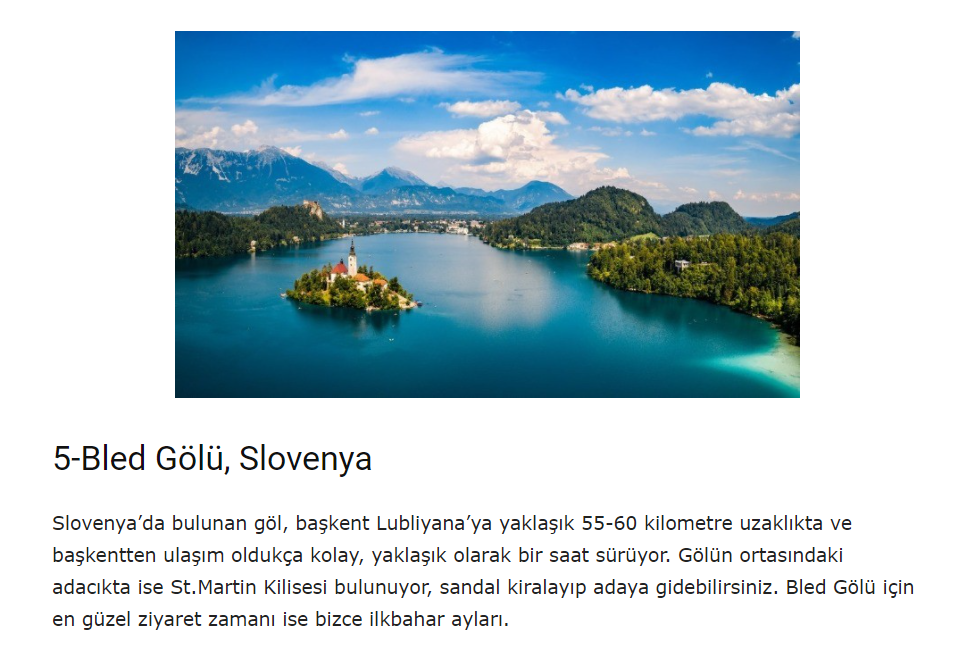 5-Bled Gölü, Slovenya
Slovenya’da bulunan göl, başkent Lubliyana’ya yaklaşık 55-60 kilometre uzaklıkta ve
başkentten ulaşım oldukça kolay, yaklaşık olarak bir saat sürüyor. Gölün ortasındaki
adacıkta ise St.Martin Kilisesi bulunuyor, sandal kiralayıp adaya gidebilirsiniz. Bled Gölü için
en güzel ziyaret zamanı ise bizce ilkbahar ayları.